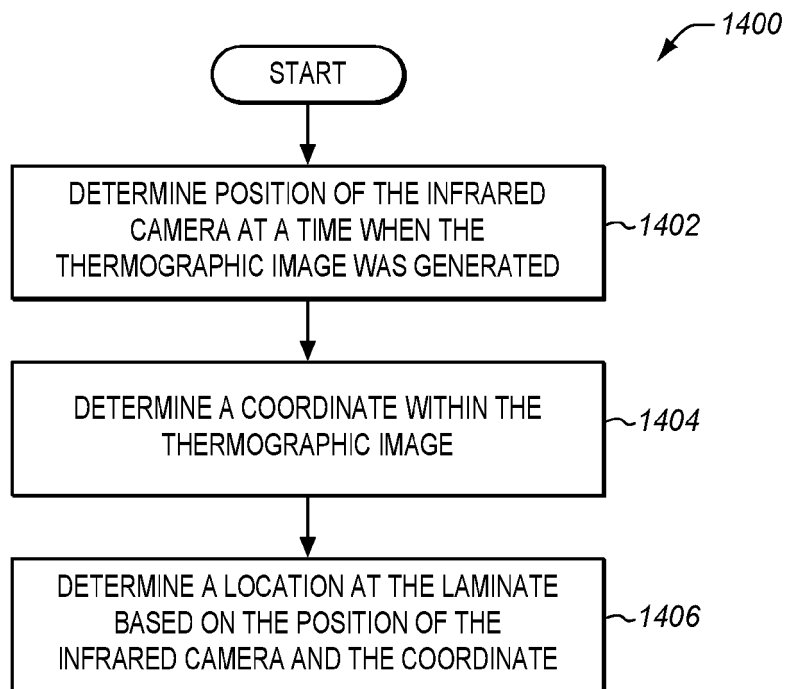 1400
START
DETERMINE POSITION OF THE INFRARED
CAMERA AT A TIME WHEN THE
THERMOGRAPHIC IMAGE WAS GENERATED
1402
DETERMINE A COORDINATE WITHIN THE
THERMOGRAPHIC IMAGE
1404
DETERMINE A LOCATION AT THE LAMINATE
BASED ON THE POSITION OF THE
INFRARED CAMERA AND THE COORDINATE
1406